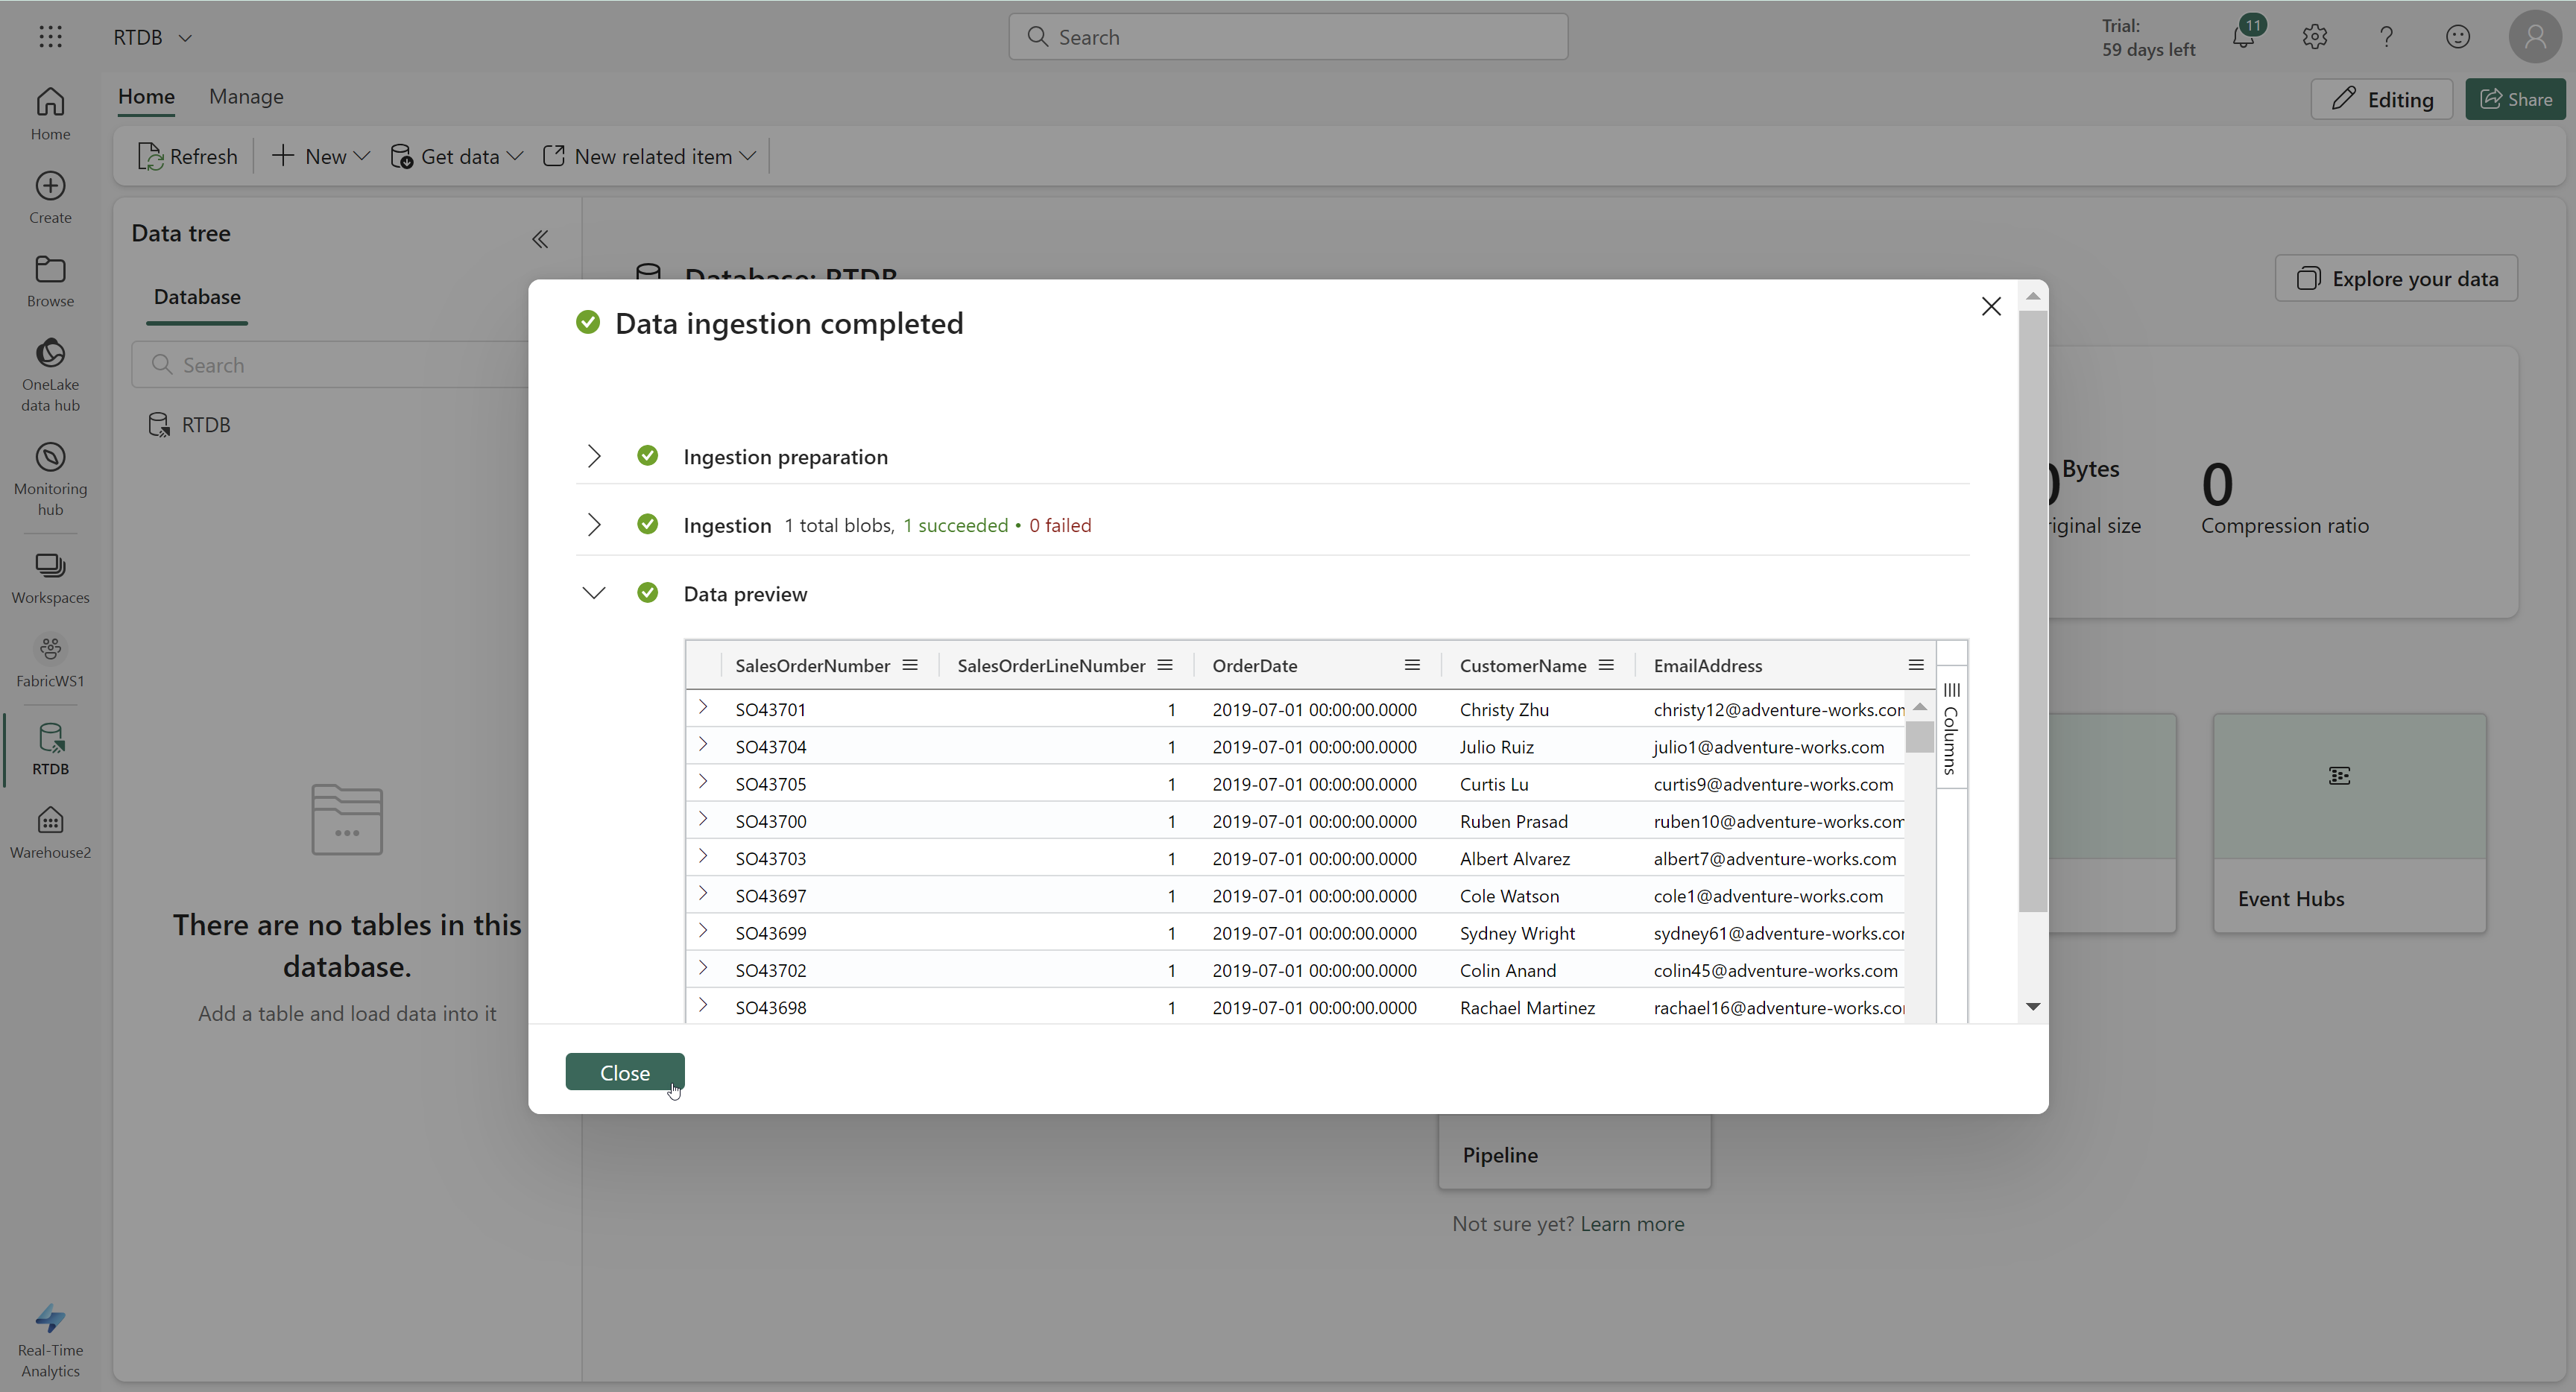 RTDB
Search
Trial:
59 days left
11
Home
Manage
Editing
Share
Refresh
New
Get data
New related item
Home
Create
Browse
OneLake
data hub
Monitoring
hub
Workspaces
FabricWS1
RTDB
Warehouse2
Real-Time
Analytics
Data tree
Database
Search
RTDB
There are no tables in this
database.
Add a table and load data into it
Database: RTDB
Explore your data
Bytes
0
Compression ratio
size
Event Hubs
Pipeline
Not sure yet? Learn more
Data ingestion completed
Ingestion preparation
Ingestion 1 total blobs, 1 succeeded • 0 failed
Data preview
SalesOrderNumber SalesOrderLineNumber OrderDate CustomerName EmailAddress
SO43701 1 2019-07-01 00:00:00.0000 Christy Zhu christy12@adventure-works.com
SO43704 1 2019-07-01 00:00:00.0000 Julio Ruiz julio1@adventure-works.com
SO43705 1 2019-07-01 00:00:00.0000 Curtis Lu curtis9@adventure-works.com
SO43700 1 2019-07-01 00:00:00.0000 Ruben Prasad ruben10@adventure-works.com
SO43703 1 2019-07-01 00:00:00.0000 Albert Alvarez albert7@adventure-works.com
SO43697 1 2019-07-01 00:00:00.0000 Cole Watson cole1@adventure-works.com
SO43699 1 2019-07-01 00:00:00.0000 Sydney Wright sydney61@adventure-works.co
SO43702 1 2019-07-01 00:00:00.0000 Colin Anand colin45@adventure-works.com
SO43698 1 2019-07-01 00:00:00.0000 Rachael Martinez rachael16@adventure-works.co
Columns
Close